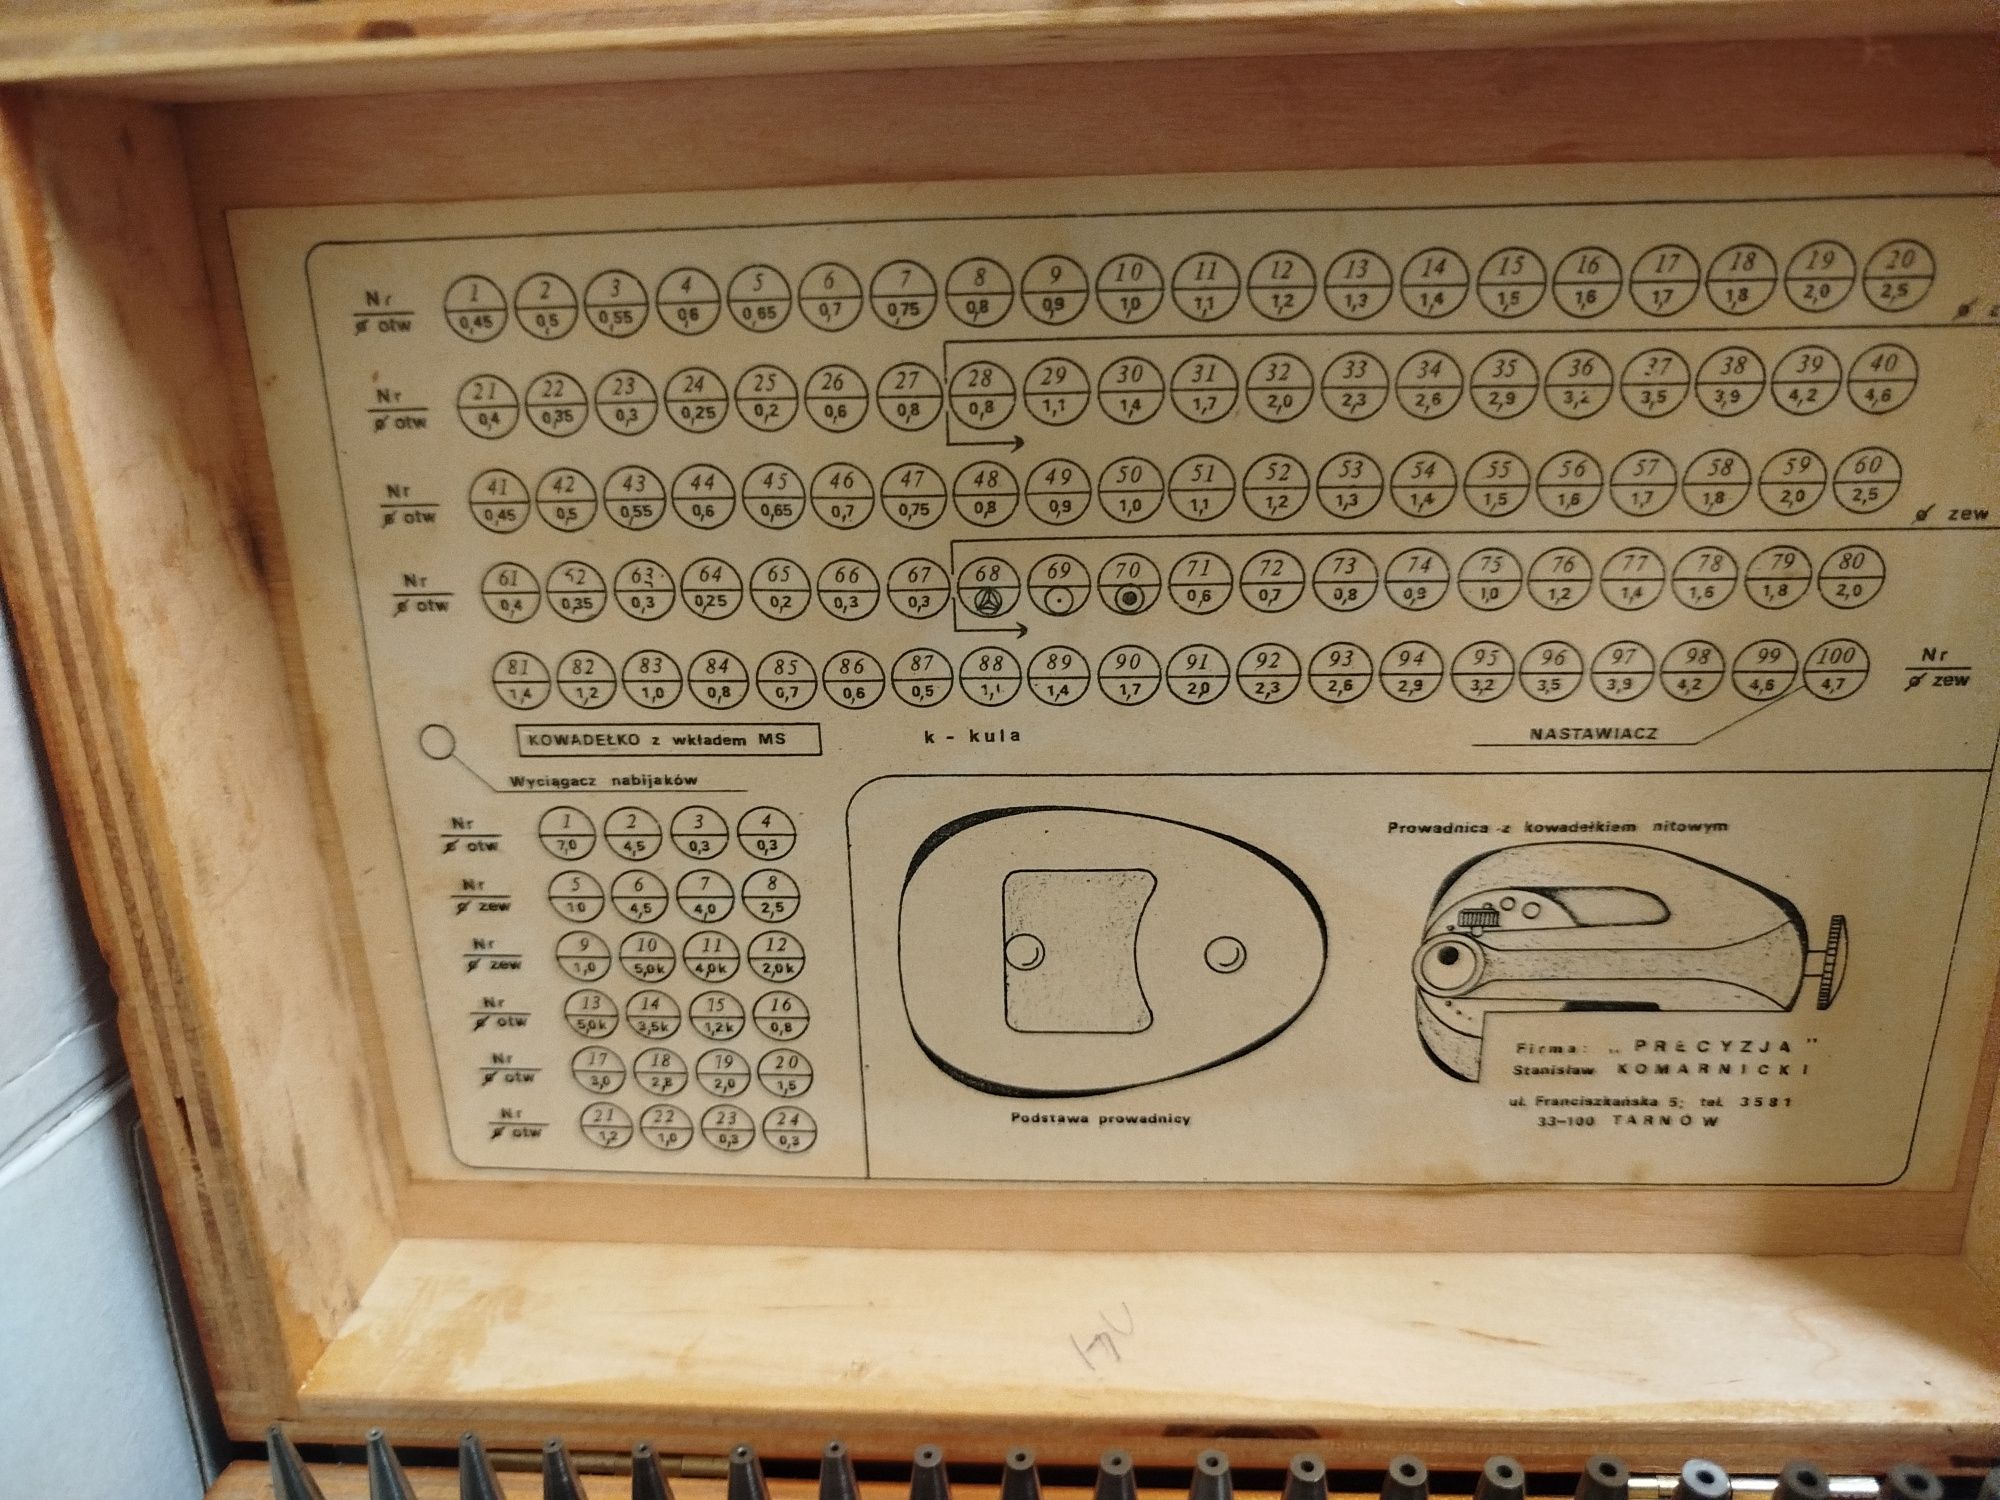 Nr 1 2 3 4 5 6 7 8 9 10 11 12 13 14 15 16 17 18 19 20
ø otw 0,45 0,5 0,55 0,6 0,65 0,7 0,75 0,8 0,9 1,0 1,1 1,2 1,3 1,4 1,5 1,6 1,7 1,8 2,0 2,5 ø
Nr 21 22 23 24 25 26 27 28 29 30 31 32 33 34 35 36 37 38 39 40
ø otw 0,4 0,35 0,3 0,25 0,2 0,6 0,8 0,8 1,1 1,4 1,7 2,0 2,3 2,6 2,9 3,2 3,5 3,9 4,2 4,6
Nr 41 42 43 44 45 46 47 48 49 50 51 52 53 54 55 56 57 58 59 60
ø otw 0,45 0,5 0,55 0,6 0,65 0,7 0,75 0,8 0,9 1,0 1,1 1,2 1,3 1,4 1,5 1,6 1,7 1,8 2,0 2,5 ø zew
Nr 61 62 63 64 65 66 67 68 69 70 71 72 73 74 75 76 77 78 79 80
ø otw 0,4 0,35 0,3 0,25 0,2 0,3 0,3 0,6 0,7 0,8 0,9 1,0 1,2 1,4 1,6 1,8 2,0
81 82 83 84 85 86 87 88 89 90 91 92 93 94 95 96 97 98 99 100 Nr
1,4 1,2 1,0 0,8 0,7 0,6 0,5 1,1 1,4 1,7 2,0 2,3 2,6 2,9 3,2 3,5 3,9 4,2 4,6 4,7 ø zew
KOWADEŁKO z wkładem MS
k - kula
NASTAWIACZ
Wyciągacz nabijaków
Nr 1 2 3 4
ø otw 7,0 4,5 0,3 0,3
Nr 5 6 7 8
ø zew 10 4,5 4,0 2,5
Nr 9 10 11 12
ø zew 1,0 5,0k 4,0k 2,0k
Nr 13 14 15 16
ø otw 5,0k 3,5k 1,2k 0,8
Nr 17 18 19 20
ø otw 3,0 2,8 2,0 1,5
Nr 21 22 23 24
ø otw 1,2 1,0 0,3 0,3
Podstawa prowadnicy
Prowadnica z kowadełkiem nitowym
Firma: „PRECYZJA”
Stanisław KOMARNICKI
ul. Franciszkańska 5; tel. 3581
33-100 TARNÓW